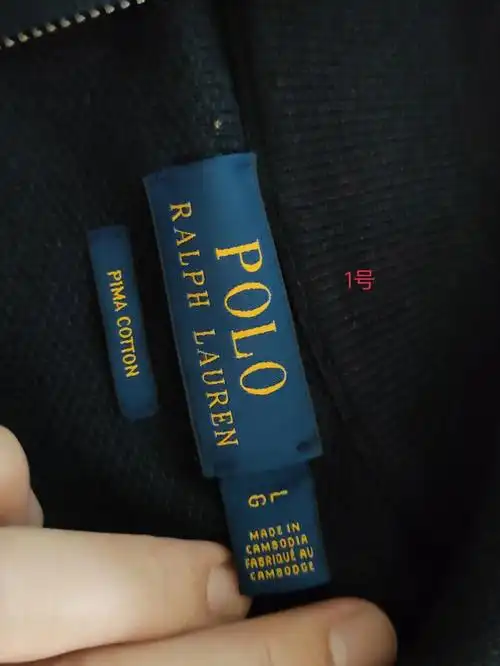 POLO
RALPH LAUREN
PIMA COTTON
L
G
MADE IN
CAMBODIA
FABRIQUÉ AU
CAMBODGE
1号